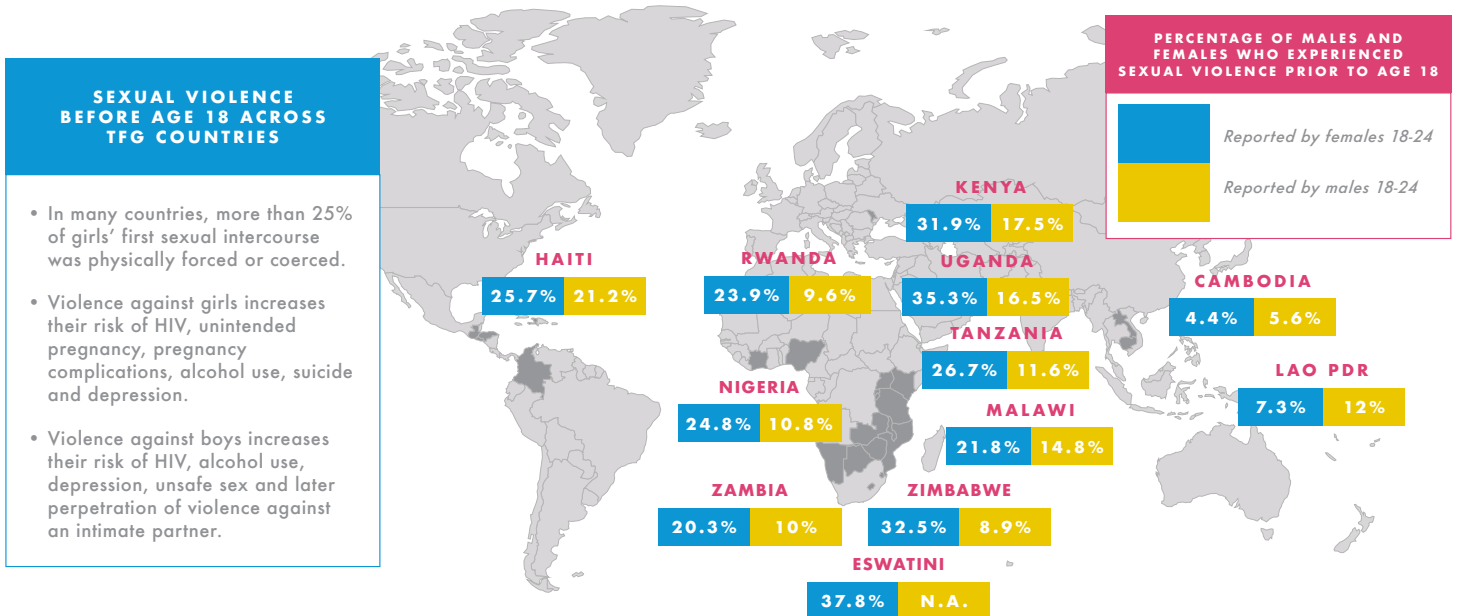 SEXUAL VIOLENCE
BEFORE AGE 18 ACROSS
TFG COUNTRIES
• In many countries, more than 25%
of girls' first sexual intercourse
was physically forced or coerced.
• Violence against girls increases
their risk of HIV, unintended
pregnancy, pregnancy
complications, alcohol use, suicide
and depression.
• Violence against boys increases
their risk of HIV, alcohol use,
depression, unsafe sex and later
perpetration of violence against
an intimate partner.
PERCENTAGE OF MALES AND
FEMALES WHO EXPERIENCED
SEXUAL VIOLENCE PRIOR TO AGE 18
Reported by females 18-24
Reported by males 18-24
KENYA
31.9% 17.5%
HAITI
25.7% 21.2%
RWANDA
23.9% 9.6%
UGANDA
35.3% 16.5%
CAMBODIA
4.4% 5.6%
TANZANIA
26.7% 11.6%
LAO PDR
7.3% 12%
NIGERIA
24.8% 10.8%
MALAWI
21.8% 14.8%
ZAMBIA
20.3% 10%
ZIMBABWE
32.5% 8.9%
ESWATINI
37.8% N.A.